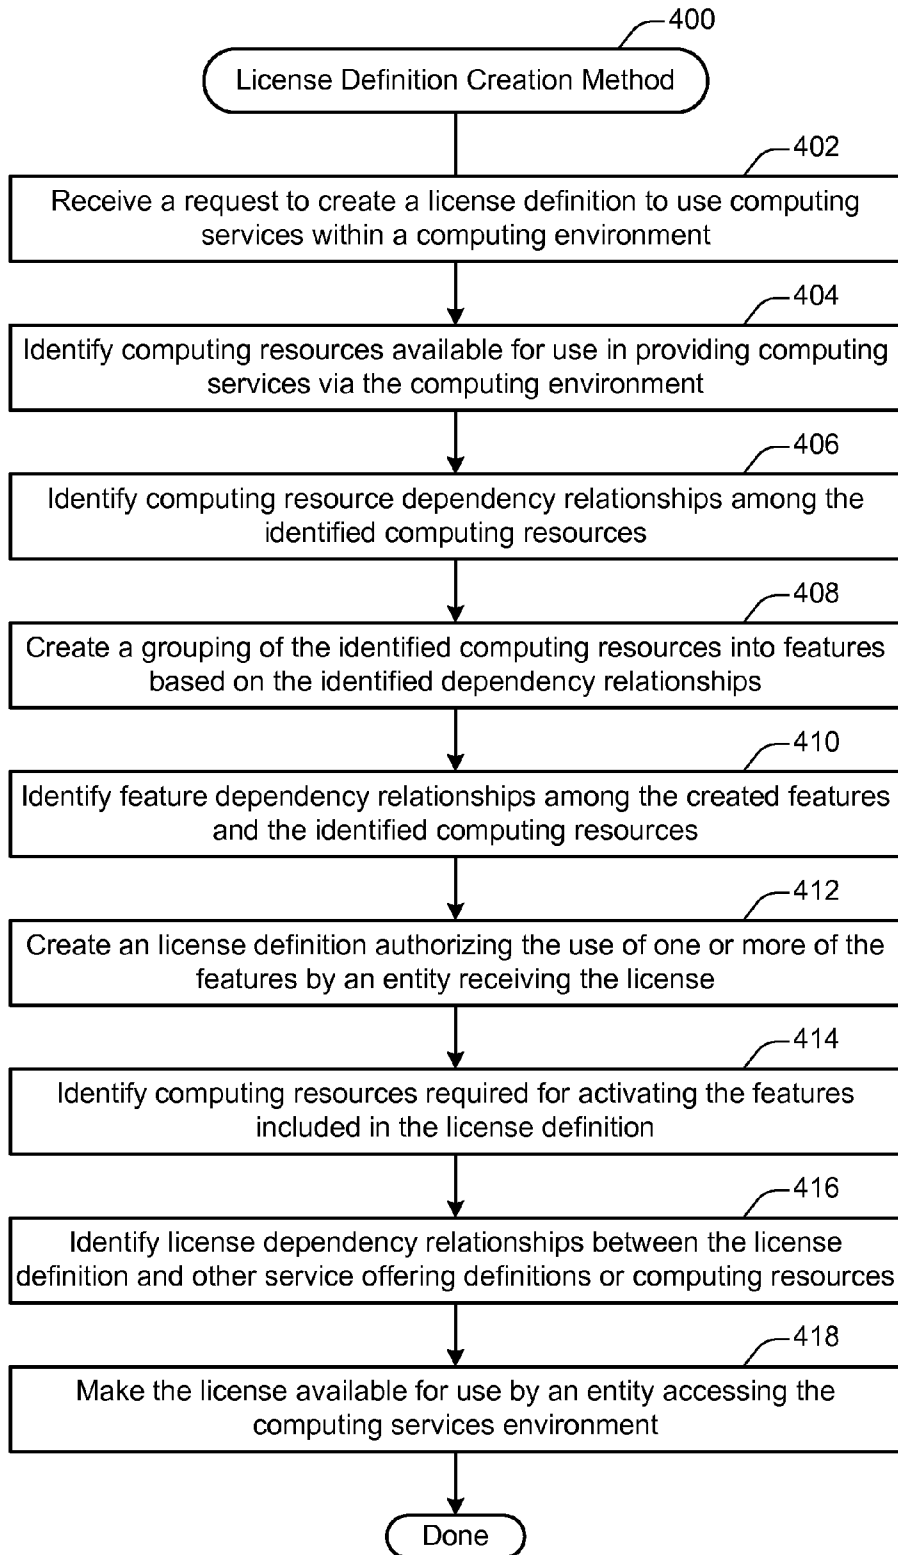 400
License Definition Creation Method
402
Receive a request to create a license definition to use computing
services within a computing environment
404
Identify computing resources available for use in providing computing
services via the computing environment
406
Identify computing resource dependency relationships among the
identified computing resources
408
Create a grouping of the identified computing resources into features
based on the identified dependency relationships
410
Identify feature dependency relationships among the created features
and the identified computing resources
412
Create an license definition authorizing the use of one or more of the
features by an entity receiving the license
414
Identify computing resources required for activating the features
included in the license definition
416
Identify license dependency relationships between the license
definition and other service offering definitions or computing resources
418
Make the license available for use by an entity accessing the
computing services environment
Done